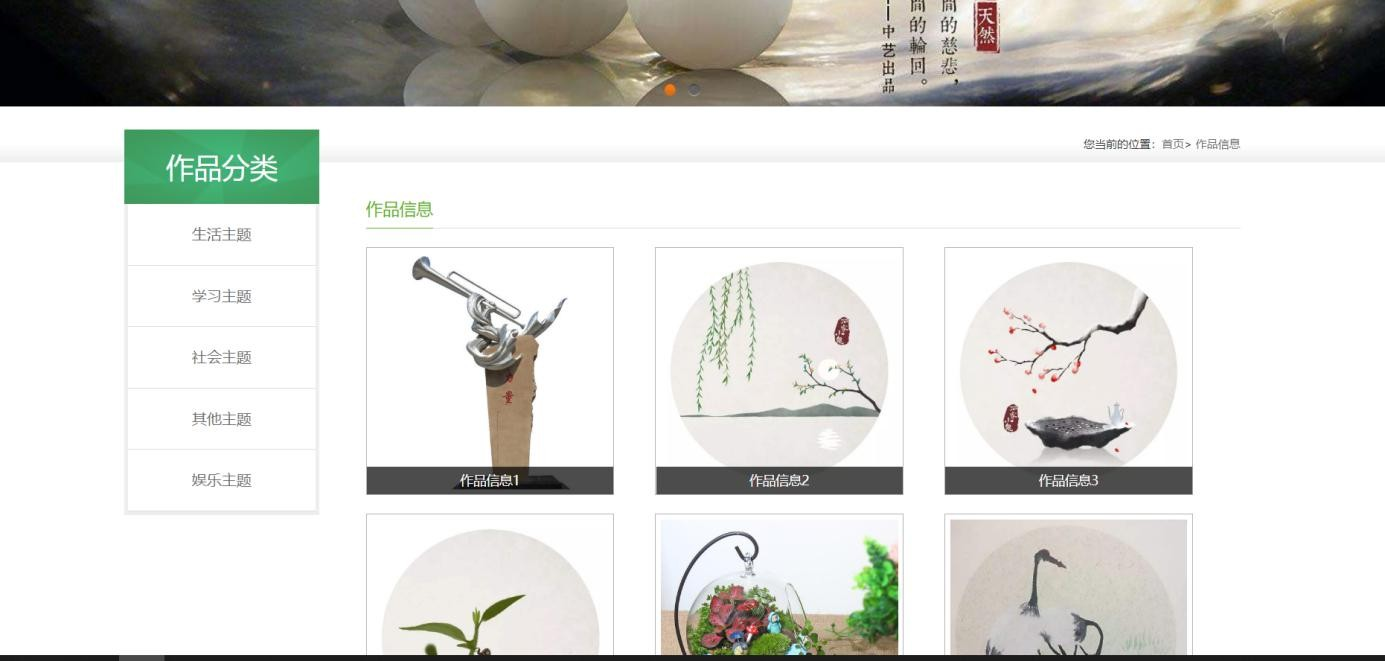 天然
間的慈悲，
間的輪回。
——中艺出品
您当前的位置：首页> 作品信息
作品分类
生活主题
学习主题
社会主题
其他主题
娱乐主题
作品信息
作品信息1
作品信息2
作品信息3